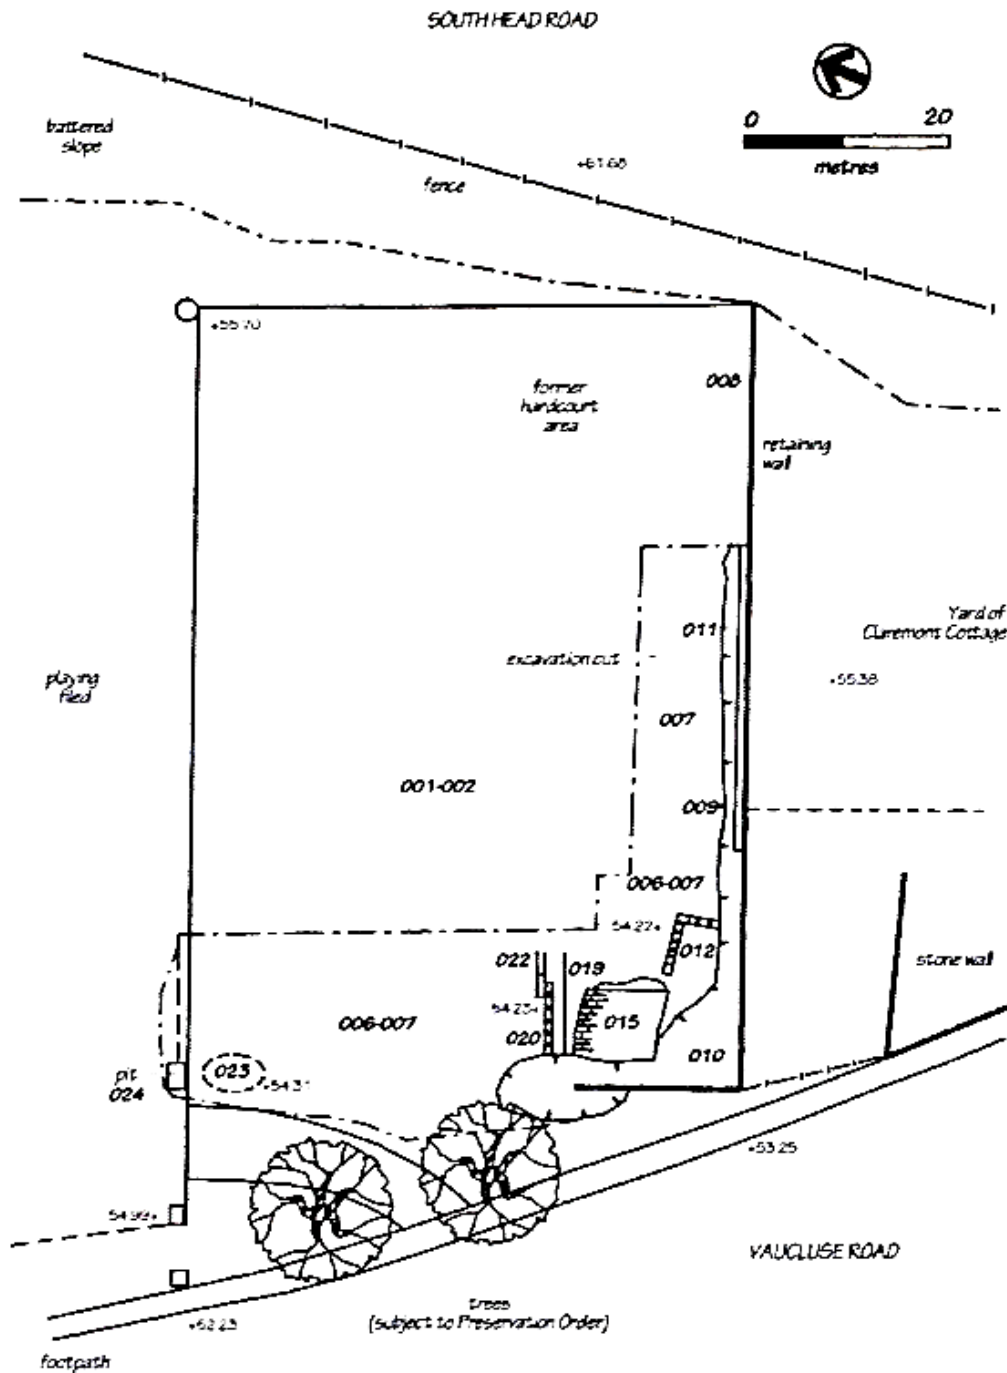 SOUTH HEAD ROAD
0 20
metres
battered
slope
+61.68
fence
+55.70
008
former
hardcourt
area
retaining
wall
Yard of
Claremont Cottage
011
excavation cut
+55.38
playing
filed
007
001-002
009
006-007
54.22+
012
022
019
stone wall
54.23+
006-007
015
020
010
pit
024
023
+54.31
+53.25
54.99+
VAUCLUSE ROAD
trees
(subject to Preservation Order)
+52.23
footpath